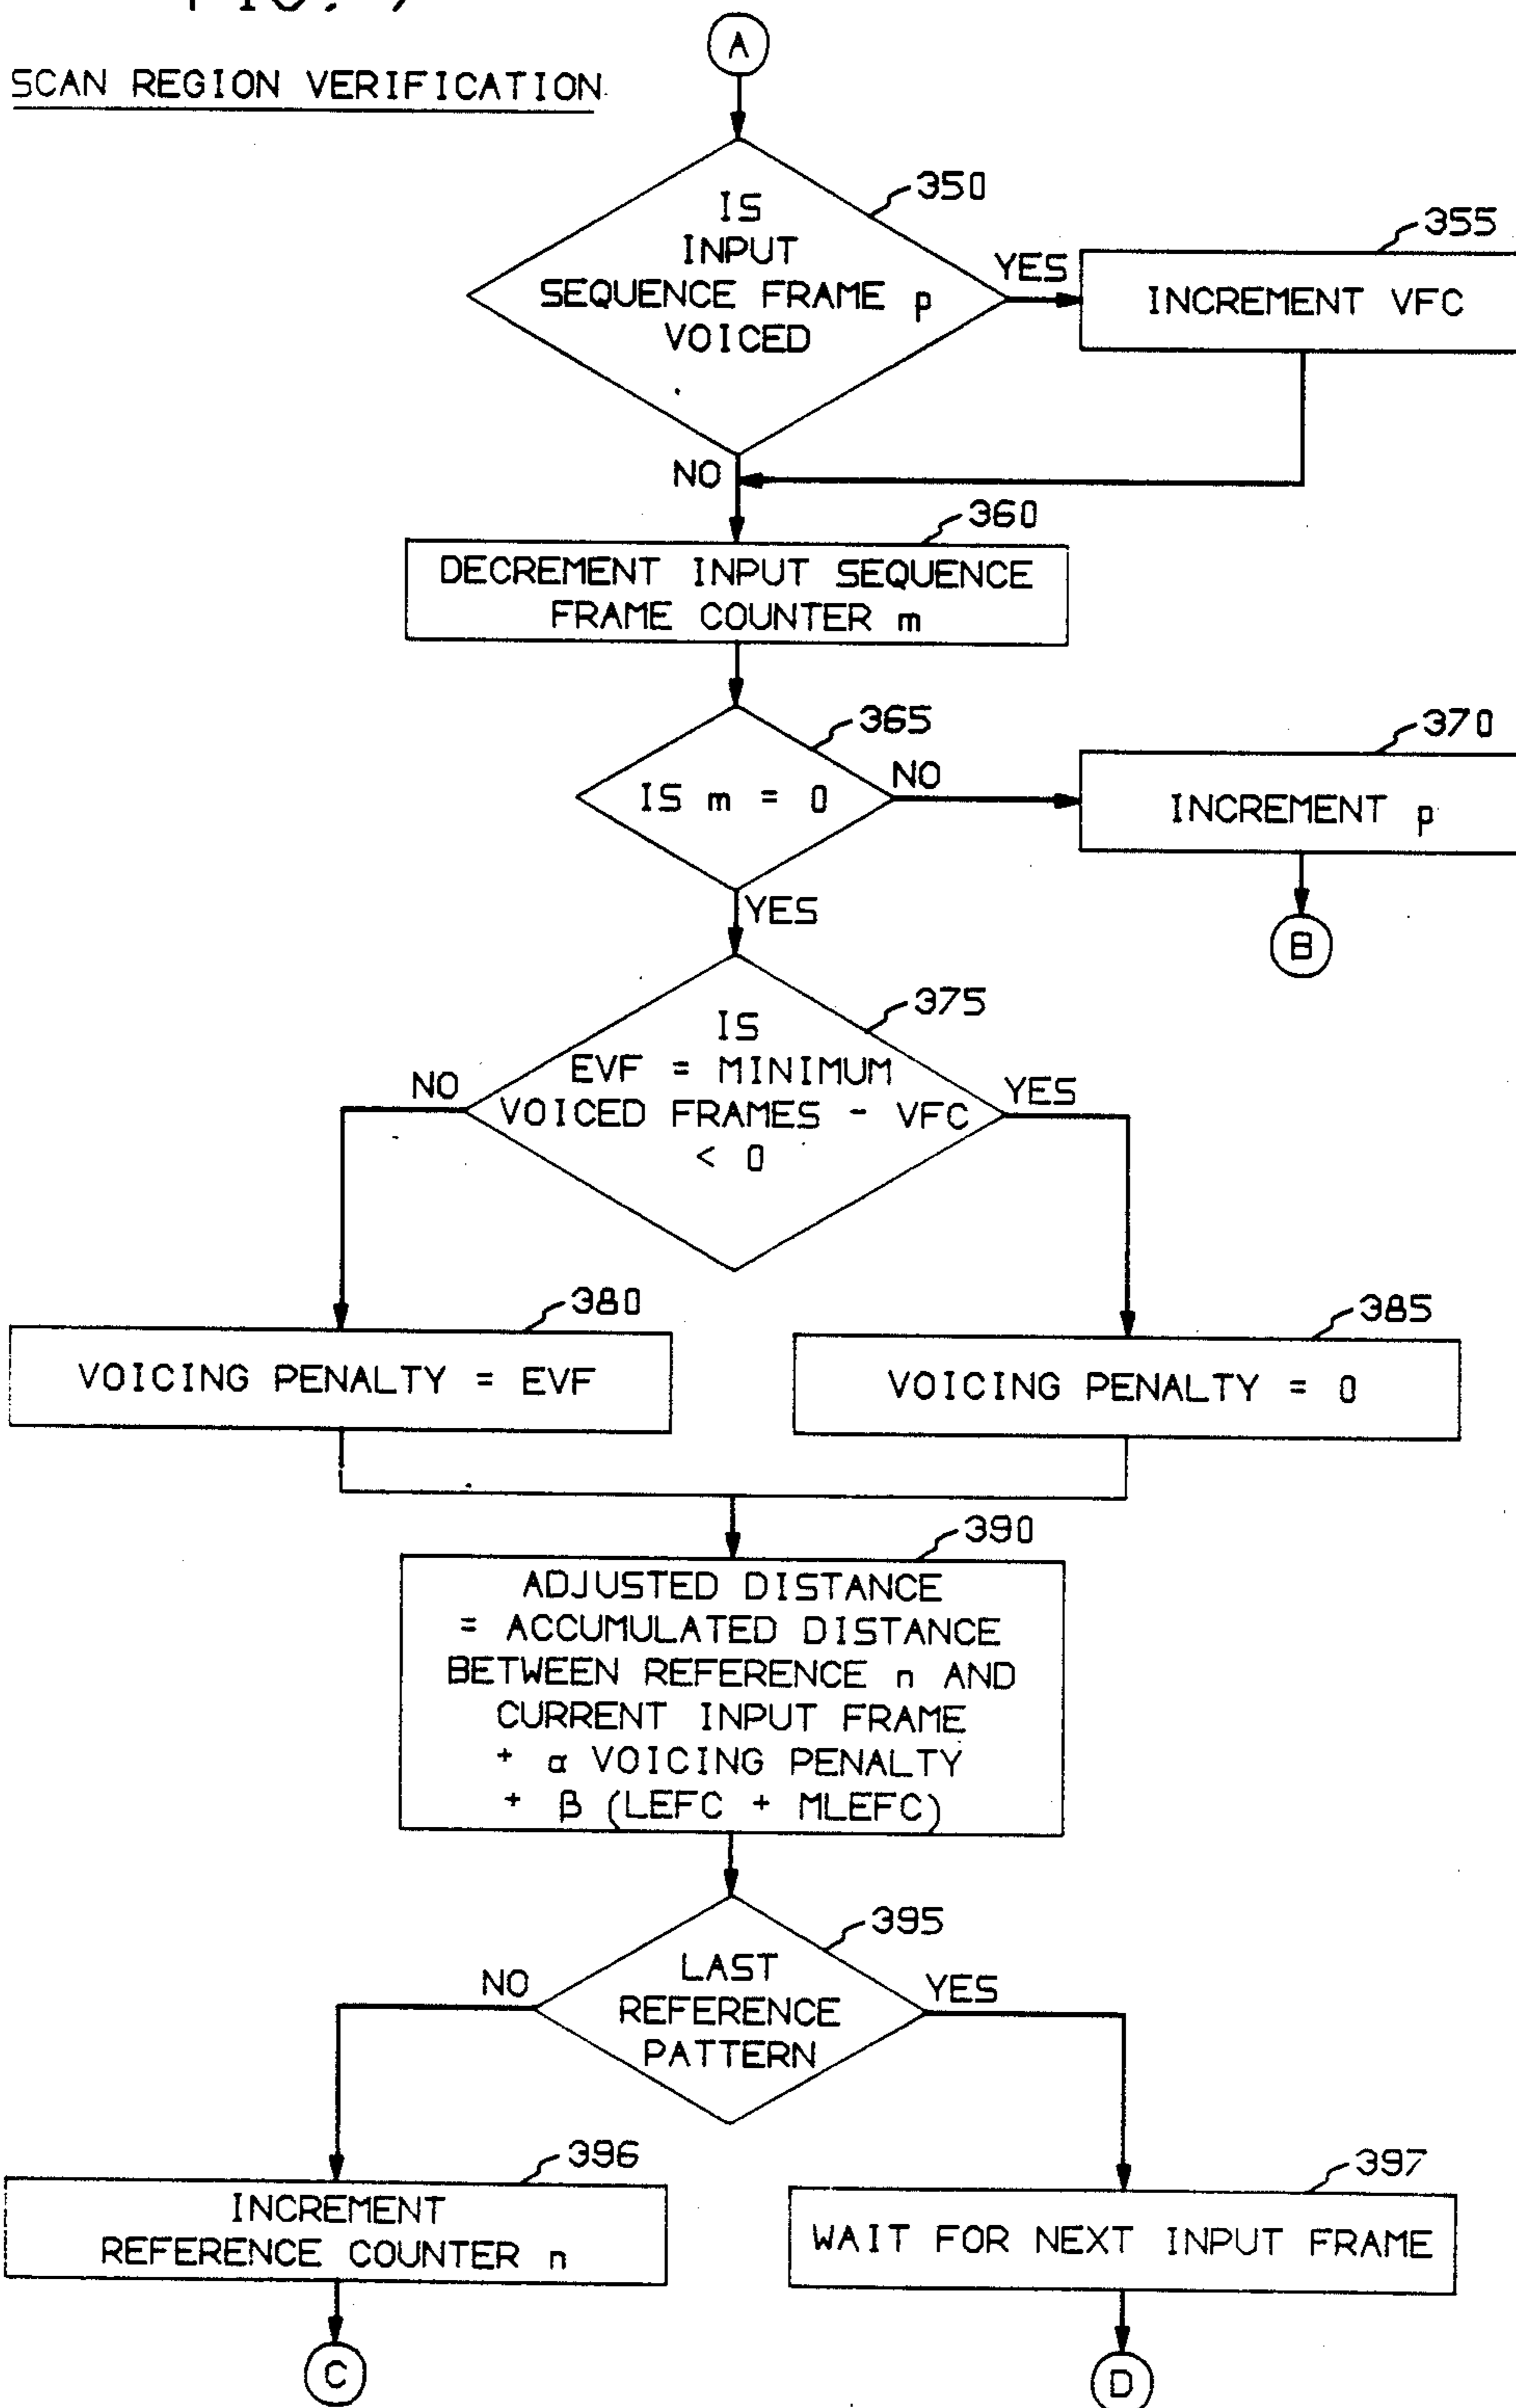 SCAN REGION VERIFICATION
A
350
IS
INPUT
SEQUENCE FRAME p
VOICED
YES
355
INCREMENT VFC
NO
360
DECREMENT INPUT SEQUENCE
FRAME COUNTER m
365
IS m = 0
NO
370
INCREMENT p
B
YES
375
IS
EVF = MINIMUM
VOICED FRAMES - VFC
< 0
NO
YES
380
VOICING PENALTY = EVF
385
VOICING PENALTY = 0
390
ADJUSTED DISTANCE
= ACCUMULATED DISTANCE
BETWEEN REFERENCE n AND
CURRENT INPUT FRAME
+ α VOICING PENALTY
+ β (LEFC + MLEFC)
395
LAST
REFERENCE
PATTERN
NO
YES
396
INCREMENT
REFERENCE COUNTER n
397
WAIT FOR NEXT INPUT FRAME
C
D